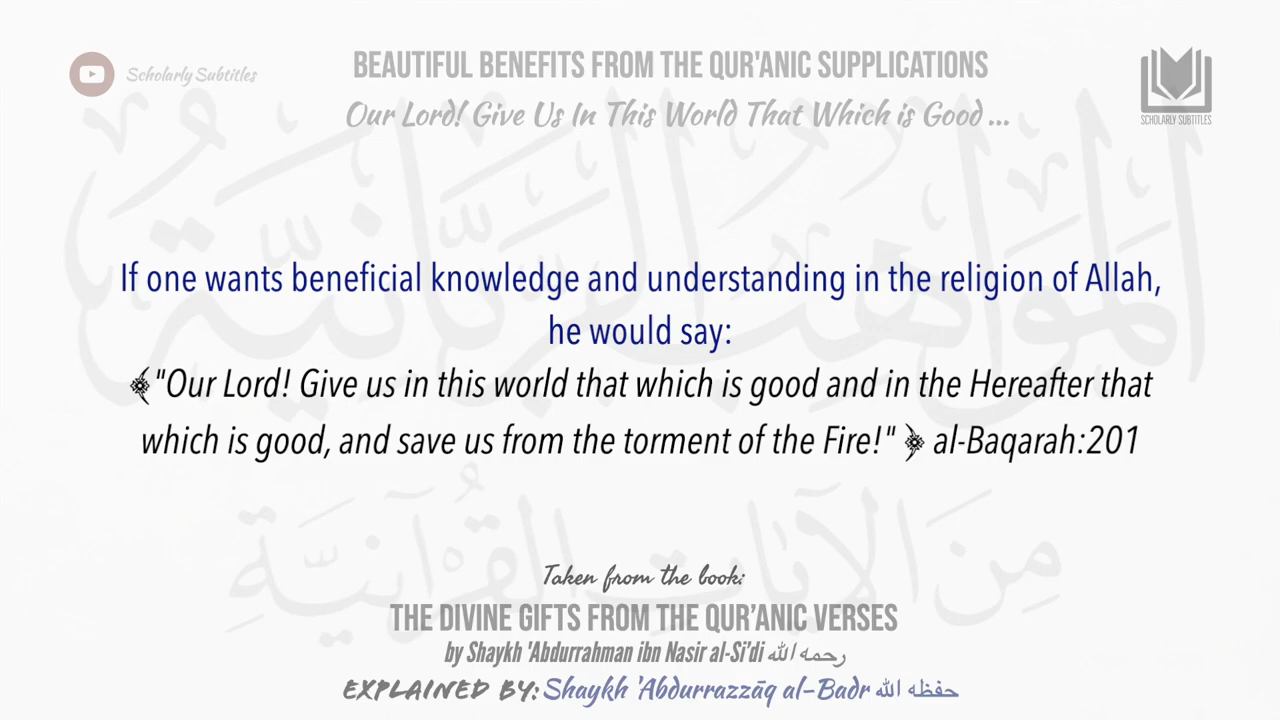 Scholarly Subtitles
BEAUTIFUL BENEFITS FROM THE QUR'ANIC SUPPLICATIONS
Our Lord! Give Us In This World That Which is Good ...
SCHOLARLY SUBTITLES
المواهب الربانية
If one wants beneficial knowledge and understanding in the religion of Allah,
he would say:
﴾"Our Lord! Give us in this world that which is good and in the Hereafter that
which is good, and save us from the torment of the Fire!" ﴿ al-Baqarah:201
من الآيات القرآنية
Taken from the book:
THE DIVINE GIFTS FROM THE QUR’ANIC VERSES
by Shaykh 'Abdurrahman ibn Nasir al-Si'di رحمه الله
EXPLAINED BY: Shaykh 'Abdurrazzāq al-Badr حفظه الله